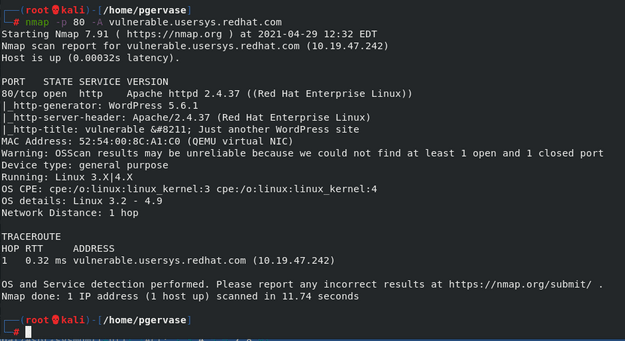 ┌──(root💀kali)-[/home/pgervase]
└─# nmap -p 80 -A vulnerable.usersys.redhat.com
Starting Nmap 7.91 ( https://nmap.org ) at 2021-04-29 12:32 EDT
Nmap scan report for vulnerable.usersys.redhat.com (10.19.47.242)
Host is up (0.00032s latency).

PORT   STATE SERVICE VERSION
80/tcp open  http    Apache httpd 2.4.37 ((Red Hat Enterprise Linux))
|_http-generator: WordPress 5.6.1
|_http-server-header: Apache/2.4.37 (Red Hat Enterprise Linux)
|_http-title: vulnerable &#8211; Just another WordPress site
MAC Address: 52:54:00:8C:A1:C0 (QEMU virtual NIC)
Warning: OSScan results may be unreliable because we could not find at least 1 open and 1 closed port
Device type: general purpose
Running: Linux 3.X|4.X
OS CPE: cpe:/o:linux:linux_kernel:3 cpe:/o:linux:linux_kernel:4
OS details: Linux 3.2 - 4.9
Network Distance: 1 hop

TRACEROUTE
HOP RTT     ADDRESS
1   0.32 ms vulnerable.usersys.redhat.com (10.19.47.242)

OS and Service detection performed. Please report any incorrect results at https://nmap.org/submit/ .
Nmap done: 1 IP address (1 host up) scanned in 11.74 seconds

┌──(root💀kali)-[/home/pgervase]
└─#